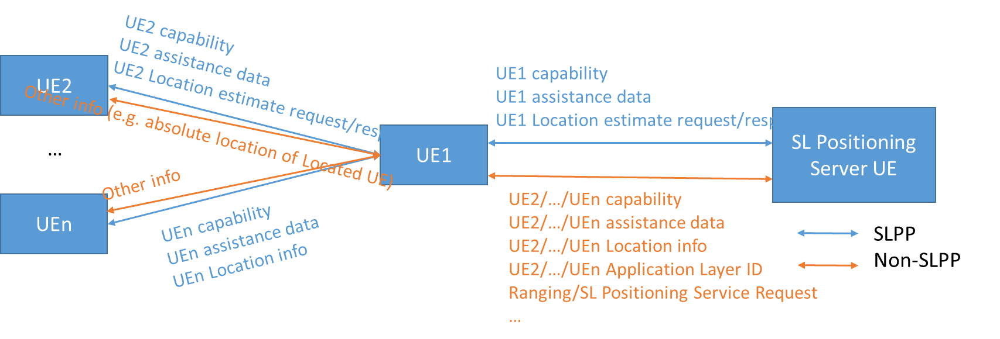 UE2 capability
UE2 assistance data
UE2 Location estimate request/res
UE2
Other info (e.g. absolute location of Located UE)
...
Other info
UEn
UEn capability
UEn assistance data
UEn Location info
UE1
UE1 capability
UE1 assistance data
UE1 Location estimate request/resp
SL Positioning
Server UE
UE2/.../UEn capability
UE2/.../UEn assistance data
UE2/.../UEn Location info
UE2/.../UEn Application Layer ID
Ranging/SL Positioning Service Request
...
SLPP
Non-SLPP